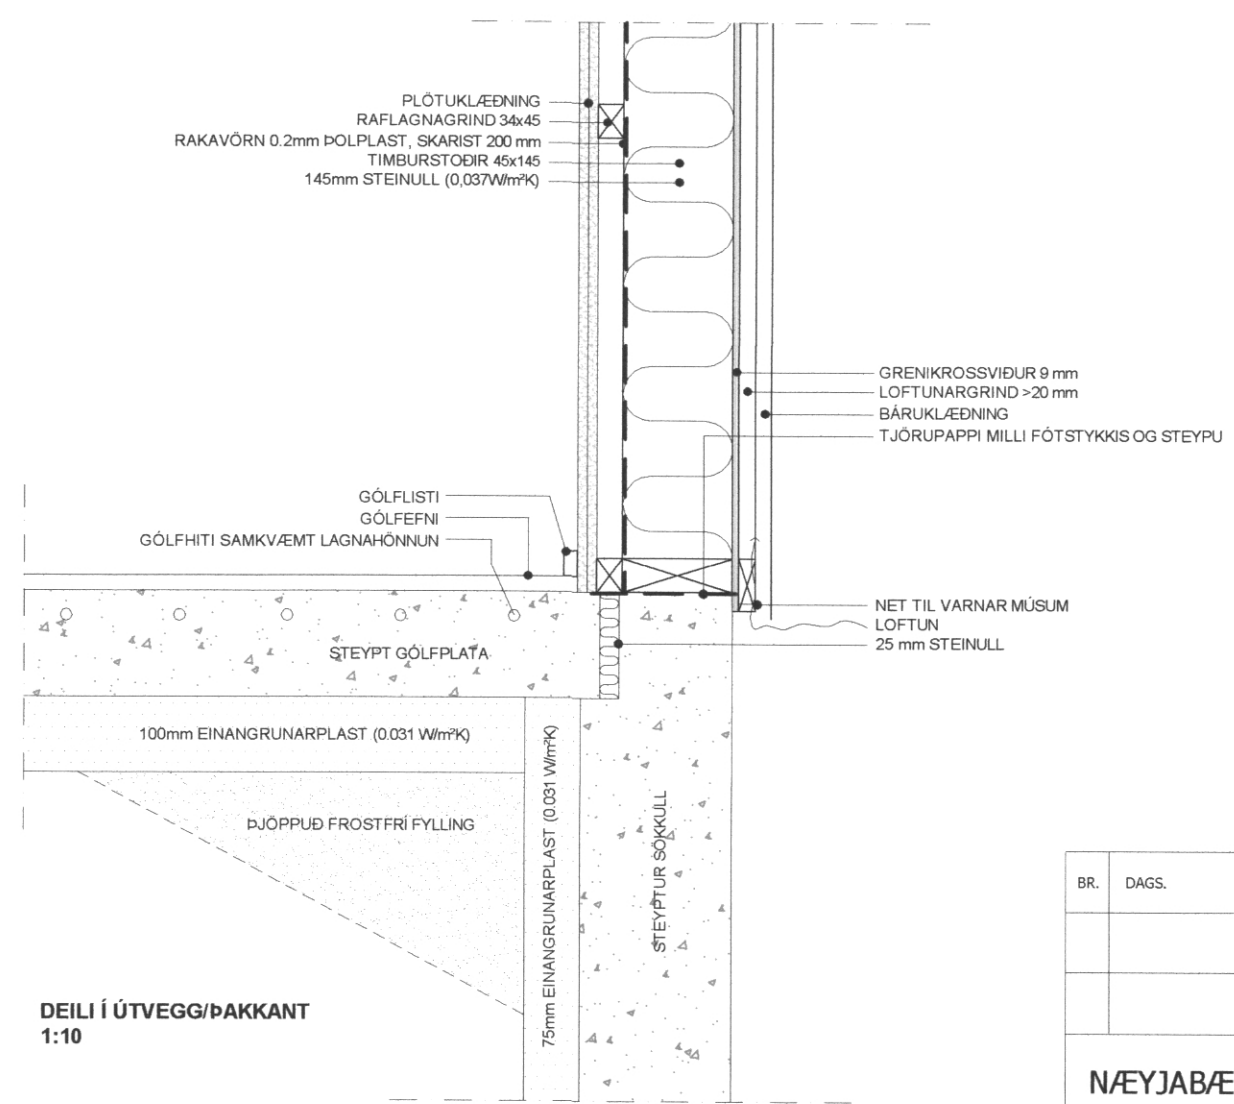 PLÖTUKLÆÐNING
RAFLAGNAGRIND 34x45
RAKAVÖRN 0.2mm ÞOLPLAST, SKARIST 200 mm
TIMBURSTOÐIR 45x145
145mm STEINULL (0,037W/m²K)
GRENIKROSSVIÐUR 9 mm
LOFTUNARGRIND >20 mm
BÁRUKLÆÐNING
TJÖRUPAPPI MILLI FÓTSTYKKIS OG STEYPU
GÓLFLISTI
GÓLFEFNI
GÓLFHITI SAMKVÆMT LAGNAHÖNNUN
NET TIL VARNAR MÚSUM
LOFTUN
25 mm STEINULL
STEYPT GÓLFPLATA
100mm EINANGRUNARPLAST (0.031 W/m²K)
ÞJÖPPUÐ FROSTFRÍ FYLLING
75mm EINANGRUNARPLAST (0.031 W/m²K)
STEYPTUR SÖKKULL
DEILI Í ÚTVEGG/ÞAKKANT
1:10
BR. DAGS.
NÆYJABÆ